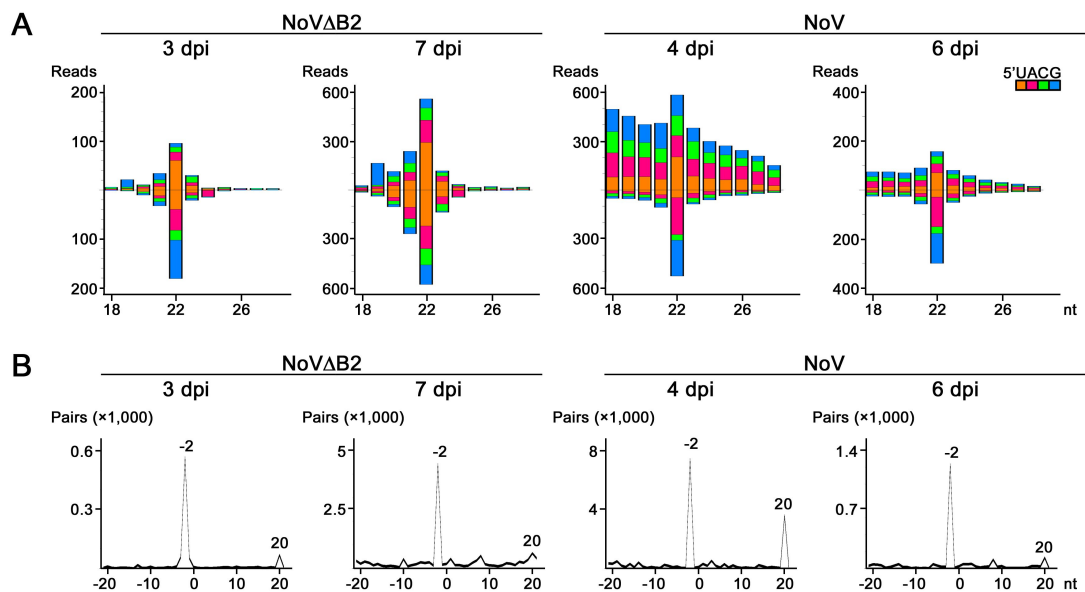 A
NoVΔB2
NoV
3 dpi
7 dpi
4 dpi
6 dpi
Reads
Reads
Reads
Reads
5'UACG
200
100
100
200
18
22
26
600
300
300
600
18
22
26
600
300
300
600
18
22
26
400
200
200
400
18
22
26
nt
B
NoVΔB2
NoV
3 dpi
7 dpi
4 dpi
6 dpi
Pairs (×1,000)
Pairs (×1,000)
Pairs (×1,000)
Pairs (×1,000)
0.6
0.3
-2
20
-20
-10
0
10
20
5
2.5
-2
20
-20
-10
0
10
20
8
4
-2
20
-20
-10
0
10
20
1.4
0.7
-2
20
-20
-10
0
10
20
nt